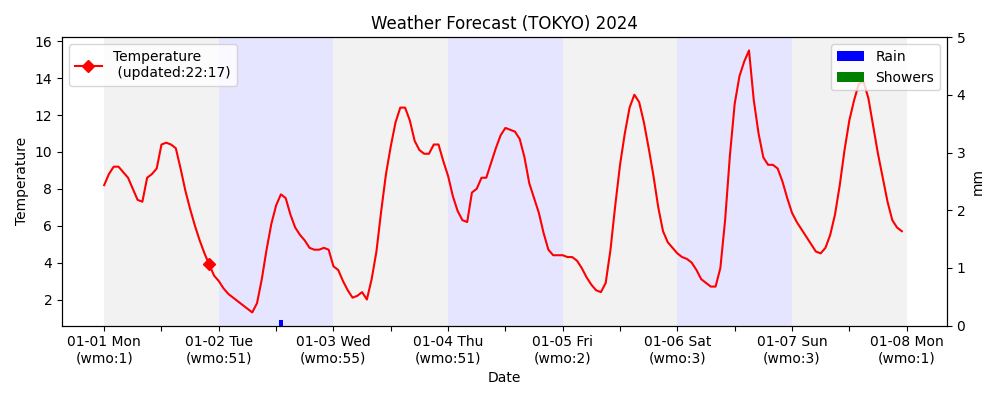 Weather Forecast (TOKYO) 2024
Temperature
(updated:22:17)
Rain
Showers
Temperature
16
14
12
10
8
6
4
2
5
4
3
2
1
0
mm
01-01 Mon
(wmo:1)
01-02 Tue
(wmo:51)
01-03 Wed
(wmo:55)
01-04 Thu
(wmo:51)
01-05 Fri
(wmo:2)
01-06 Sat
(wmo:3)
01-07 Sun
(wmo:3)
01-08 Mon
(wmo:1)
Date